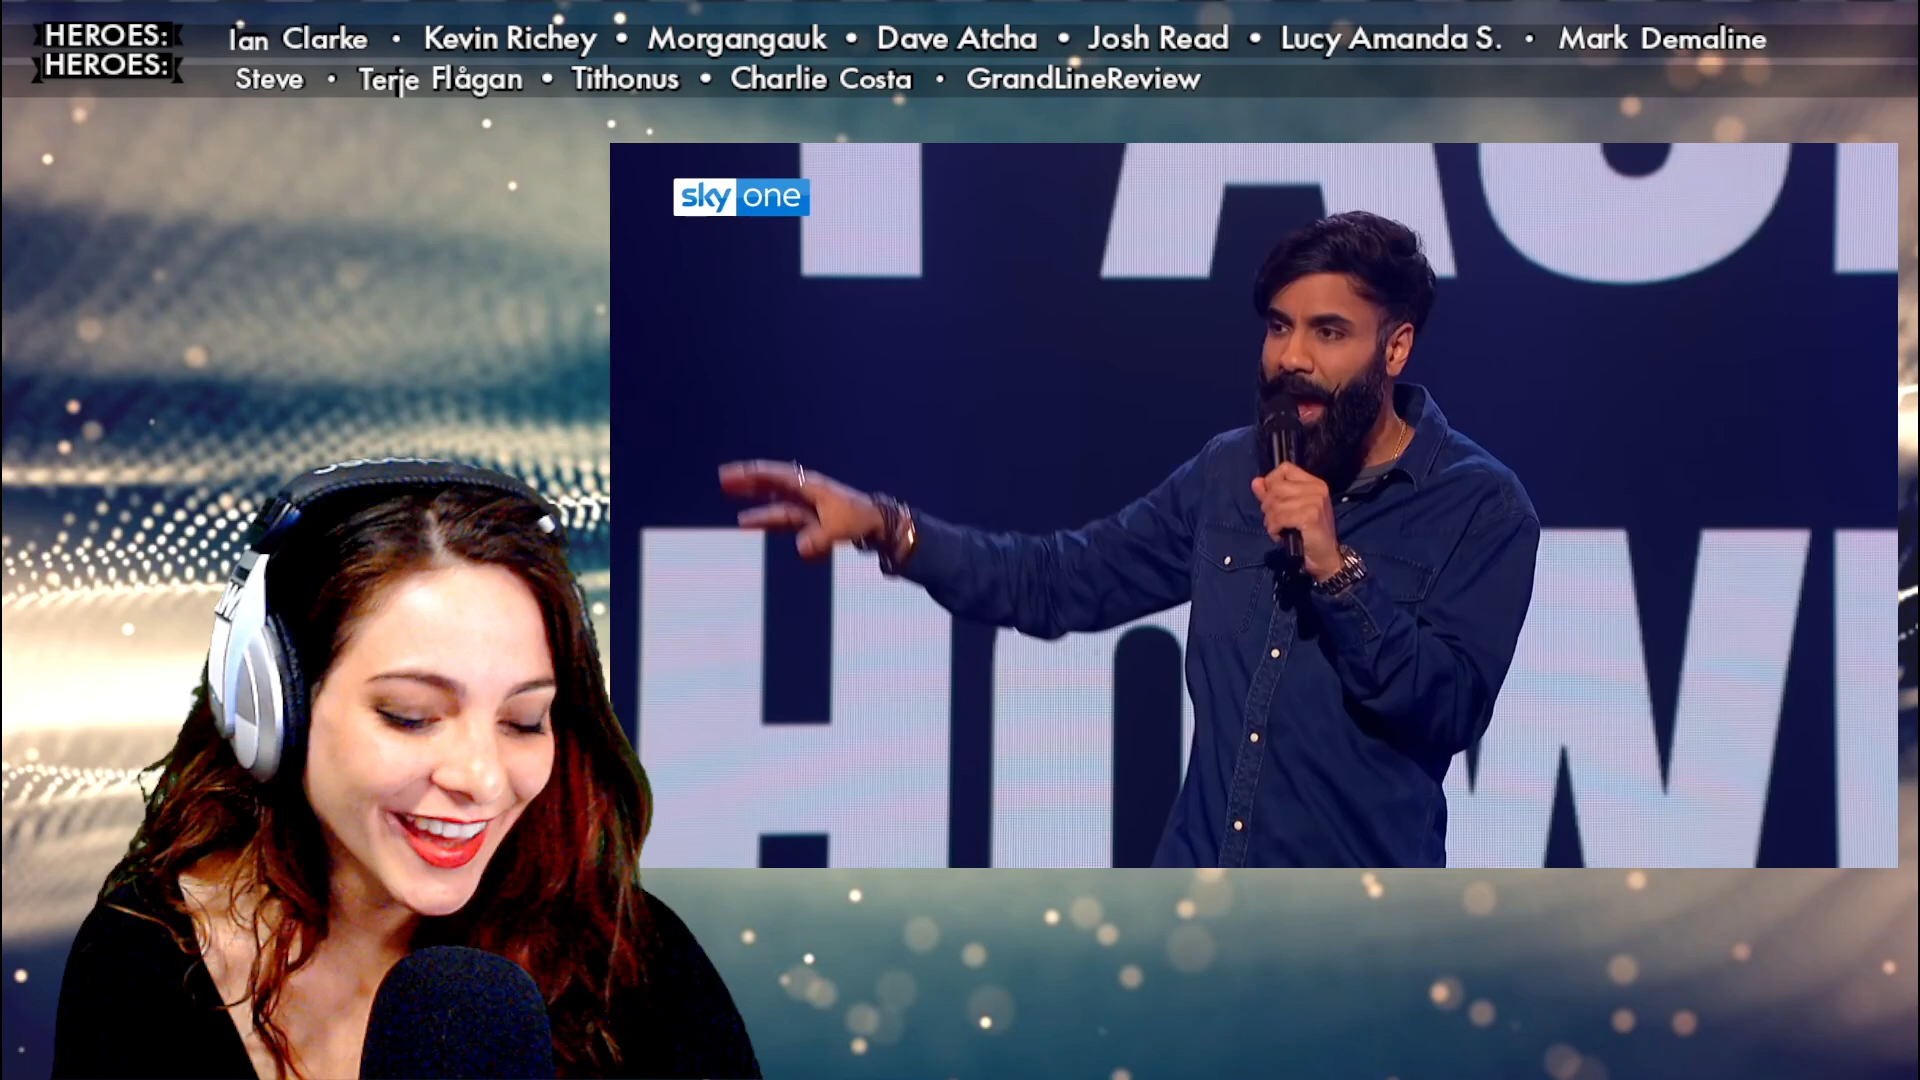 HEROES: Ian Clarke • Kevin Richey • Morgangauk • Dave Atcha • Josh Read • Lucy Amanda S. • Mark Demaline
HEROES: Steve • Terje Flågan • Tithonus • Charlie Costa • GrandLineReview
sky one